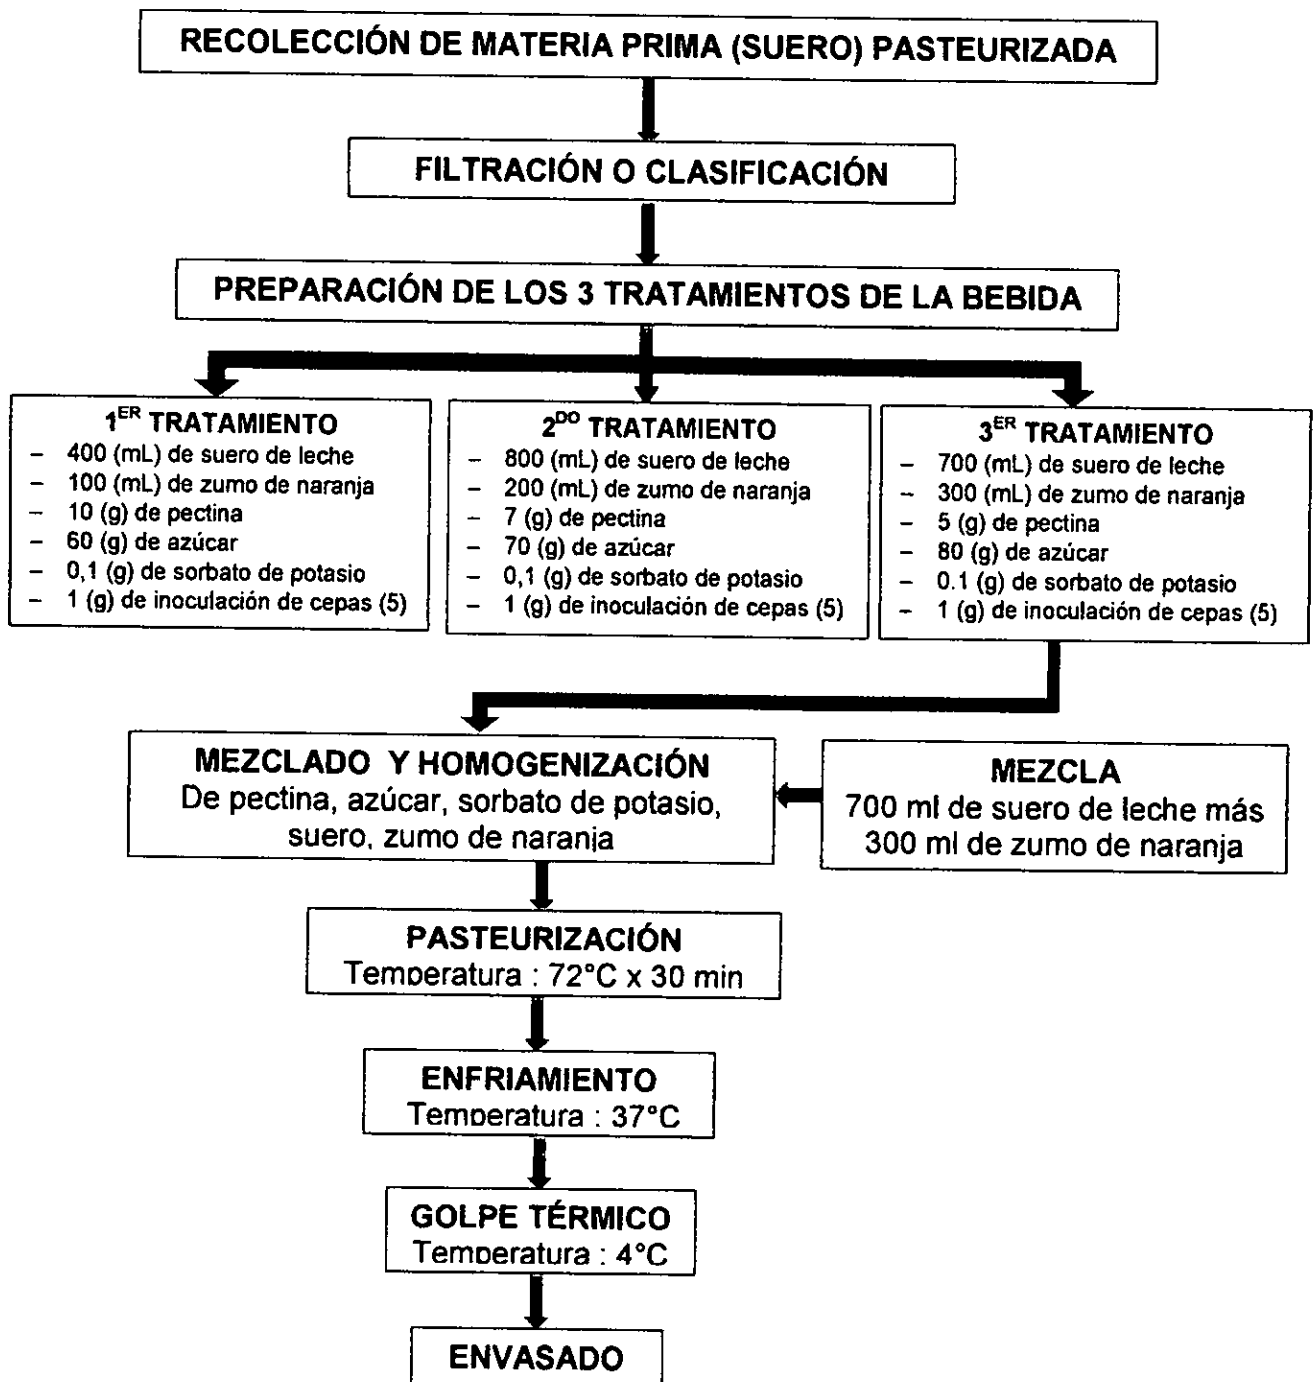 RECOLECCIÓN DE MATERIA PRIMA (SUERO) PASTEURIZADA
FILTRACIÓN O CLASIFICACIÓN
PREPARACIÓN DE LOS 3 TRATAMIENTOS DE LA BEBIDA
1ER TRATAMIENTO
– 400 (mL) de suero de leche
– 100 (mL) de zumo de naranja
– 10 (g) de pectina
– 60 (g) de azúcar
– 0,1 (g) de sorbato de potasio
– 1 (g) de inoculación de cepas (5)
2DO TRATAMIENTO
– 800 (mL) de suero de leche
– 200 (mL) de zumo de naranja
– 7 (g) de pectina
– 70 (g) de azúcar
– 0,1 (g) de sorbato de potasio
– 1 (g) de inoculación de cepas (5)
3ER TRATAMIENTO
– 700 (mL) de suero de leche
– 300 (mL) de zumo de naranja
– 5 (g) de pectina
– 80 (g) de azúcar
– 0.1 (g) de sorbato de potasio
– 1 (g) de inoculación de cepas (5)
MEZCLADO Y HOMOGENIZACIÓN
De pectina, azúcar, sorbato de potasio,
suero, zumo de naranja
MEZCLA
700 ml de suero de leche más
300 ml de zumo de naranja
PASTEURIZACIÓN
Temperatura : 72°C x 30 min
ENFRIAMIENTO
Temperatura : 37°C
GOLPE TÉRMICO
Temperatura : 4°C
ENVASADO